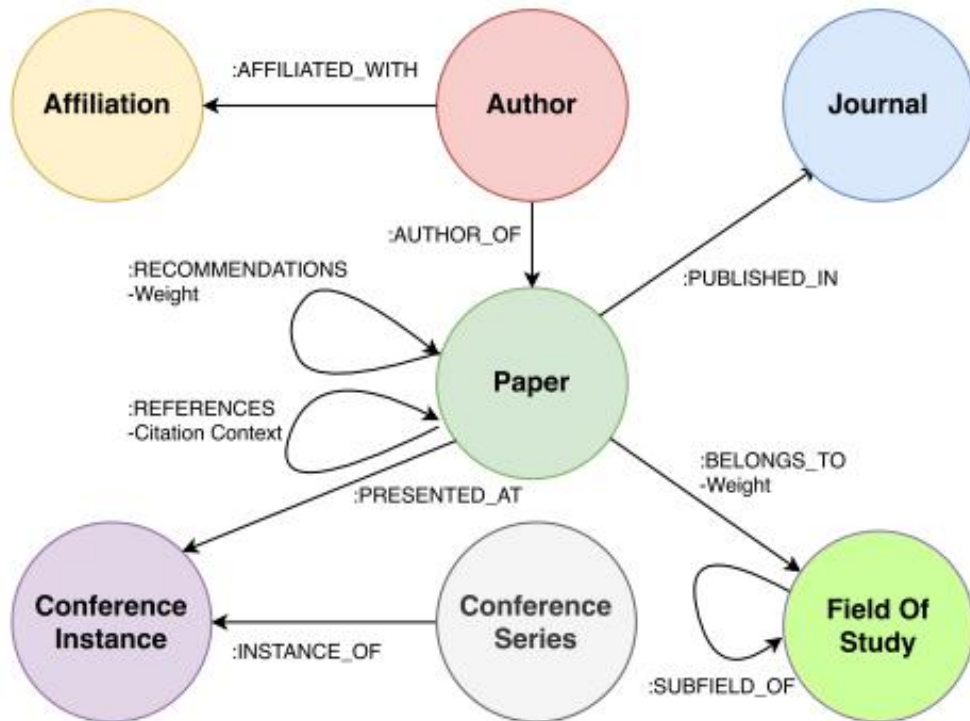 :AFFILIATED_WITH
Affiliation
Author
Journal
:AUTHOR_OF
:RECOMMENDATIONS
-Weight
:PUBLISHED_IN
Paper
:REFERENCES
-Citation Context
:BELONGS_TO
-Weight
:PRESENTED_AT
Conference
Instance
Conference
Series
Field Of
Study
:INSTANCE_OF
:SUBFIELD_OF